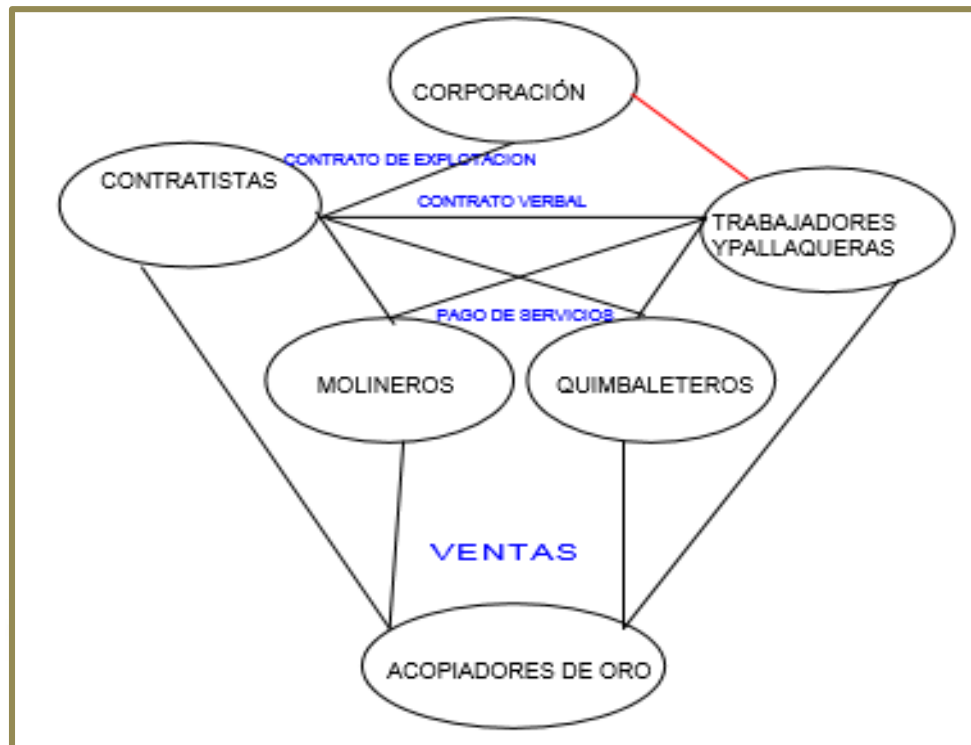 CORPORACIÓN
CONTRATO DE EXPLOTACION
CONTRATISTAS
CONTRATO VERBAL
TRABAJADORES
YPALLAQUERAS
PAGO DE SERVICIOS
MOLINEROS
QUIMBALETEROS
VENTAS
ACOPIADORES DE ORO